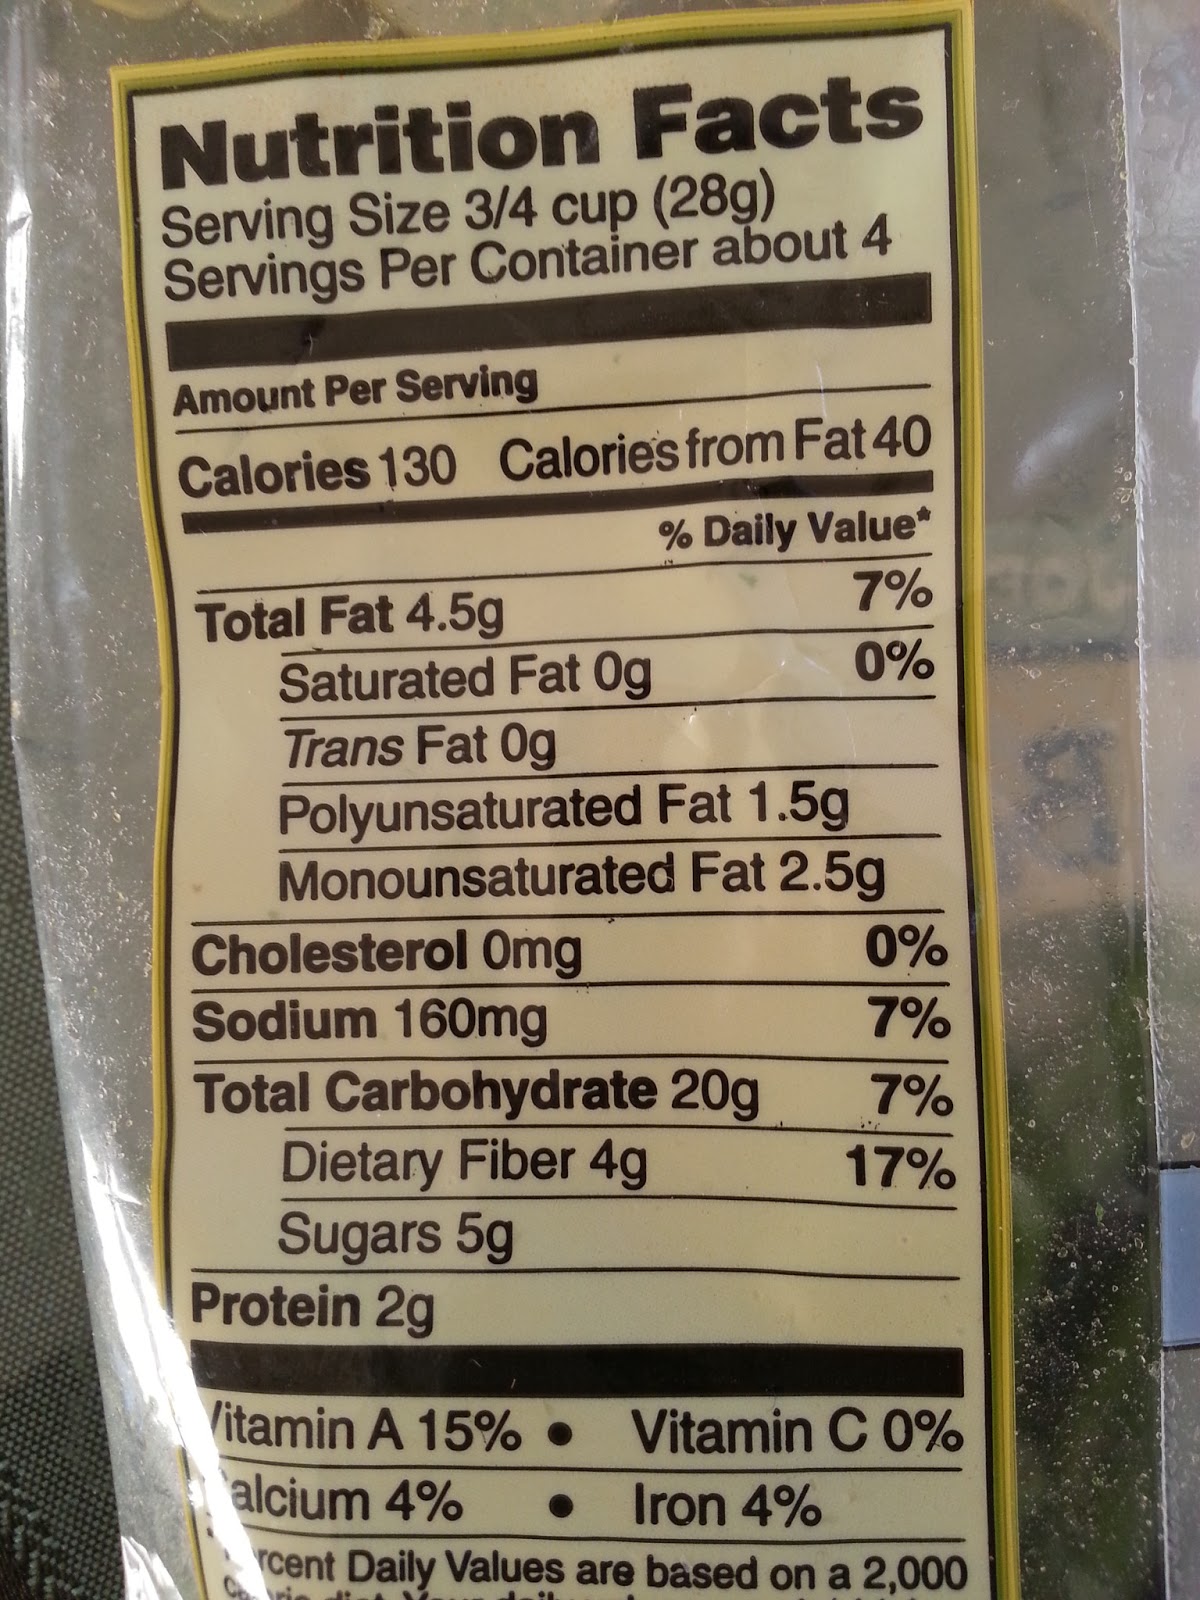 Nutrition Facts
Serving Size 3/4 cup (28g)
Servings Per Container about 4
Amount Per Serving
Calories 130 Calories from Fat 40
% Daily Value*
Total Fat 4.5g 7%
Saturated Fat 0g 0%
Trans Fat 0g
Polyunsaturated Fat 1.5g
Monounsaturated Fat 2.5g
Cholesterol 0mg 0%
Sodium 160mg 7%
Total Carbohydrate 20g 7%
Dietary Fiber 4g 17%
Sugars 5g
Protein 2g
Vitamin A 15% • Vitamin C 0%
Calcium 4% • Iron 4%
Percent Daily Values are based on a 2,000